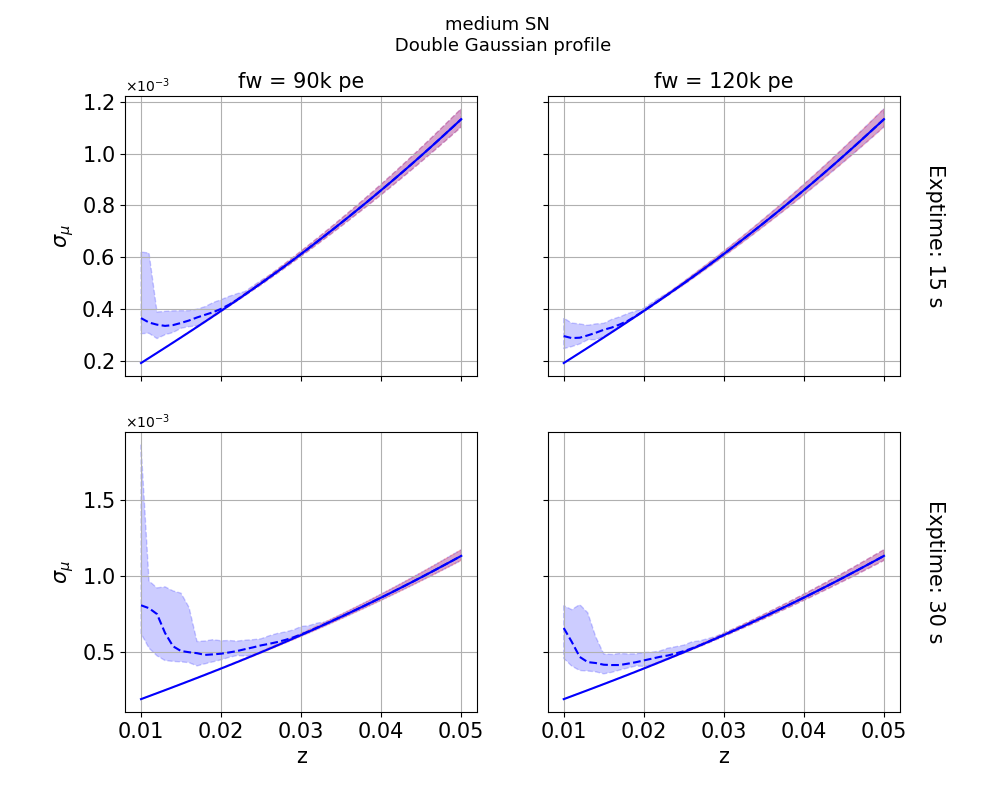 medium SN
Double Gaussian profile
fw = 90k pe
fw = 120k pe
×10⁻³
1.2
1.0
0.8
0.6
0.4
0.2
σ_μ
Exptime: 15 s
×10⁻³
1.5
1.0
0.5
σ_μ
Exptime: 30 s
0.01 0.02 0.03 0.04 0.05
0.01 0.02 0.03 0.04 0.05
z
z